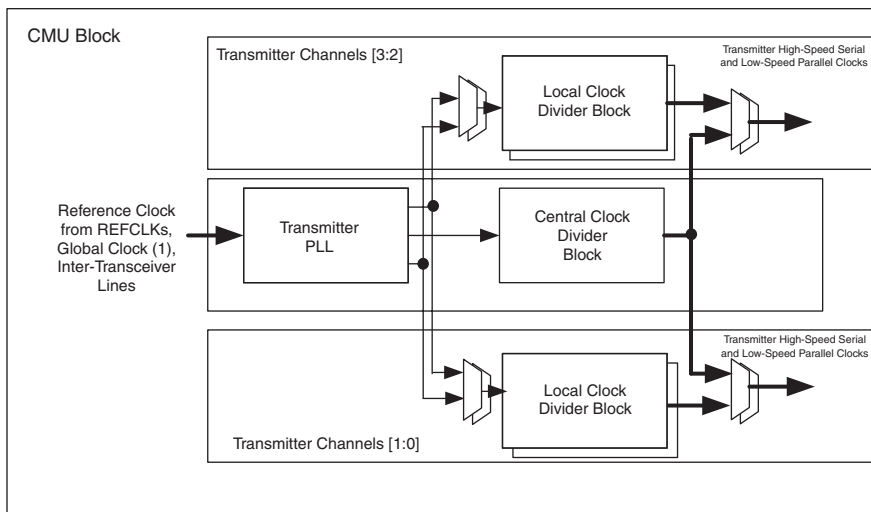 CMU Block
Transmitter Channels [3:2]
Transmitter High-Speed Serial
and Low-Speed Parallel Clocks
Local Clock
Divider Block
Reference Clock
from REFCLKs,
Global Clock (1),
Inter-Transceiver
Lines
Transmitter
PLL
Central Clock
Divider
Block
Transmitter High-Speed Serial
and Low-Speed Parallel Clocks
Local Clock
Divider Block
Transmitter Channels [1:0]